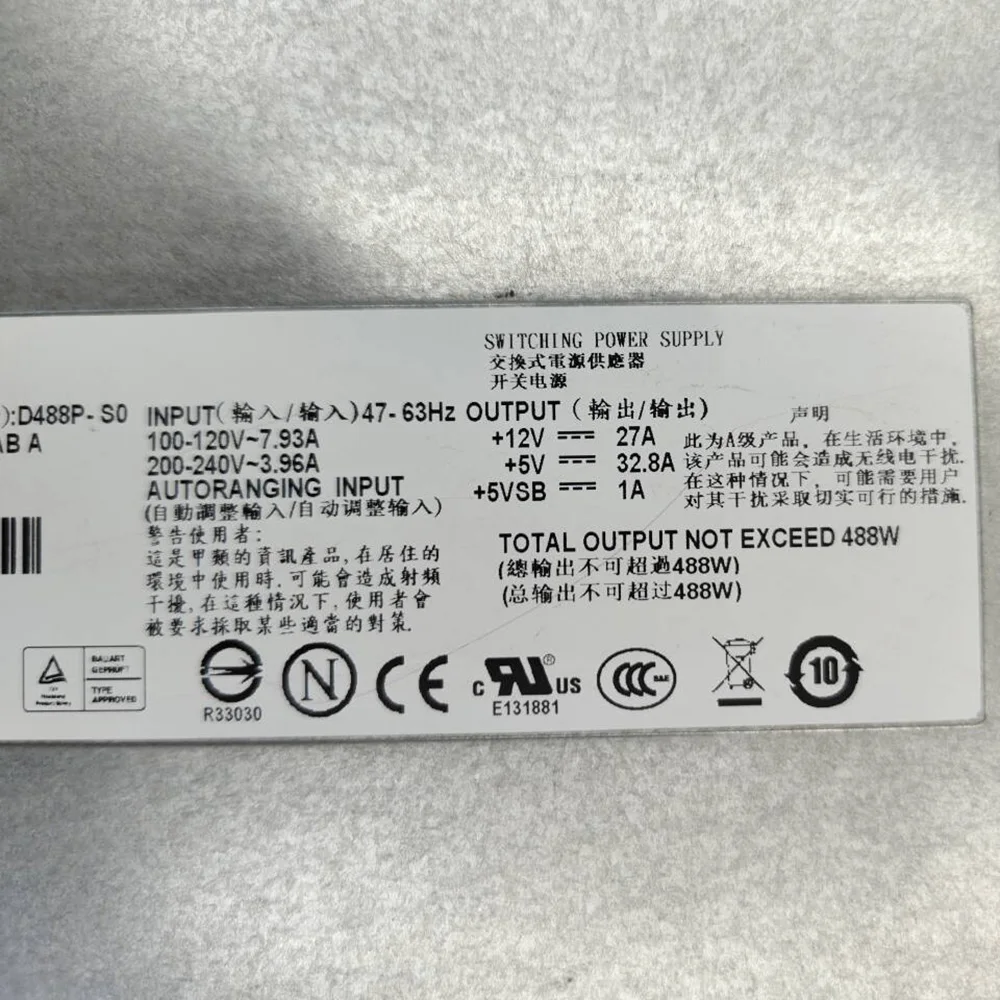 SWITCHING POWER SUPPLY
交換式電源供應器
开关电源
):D488P- S0
AB A
INPUT(輸入/输入)47- 63Hz
100-120V~7.93A
200-240V~3.96A
AUTORANGING INPUT
(自動調整輸入/自动调整输入)
警告使用者:
這是甲類的資訊產品,在居住的
環境中使用時,可能會造成射頻
干擾,在這種情況下,使用者會
被要求採取某些適當的對策.
OUTPUT (輸出/输出)
+12V 27A
+5V 32.8A
+5VSB 1A
声明
此为A级产品, 在生活环境中,
该产品可能会造成无线电干扰.
在这种情况下, 可能需要用户
对其干扰采取切实可行的措施.
TOTAL OUTPUT NOT EXCEED 488W
(總輸出不可超過488W)
(总输出不可超过488W)
BAUART
GEPRÜFT
TYPE
APPROVED
R33030
N
CE
c RU ® US
E131881
CCC
10